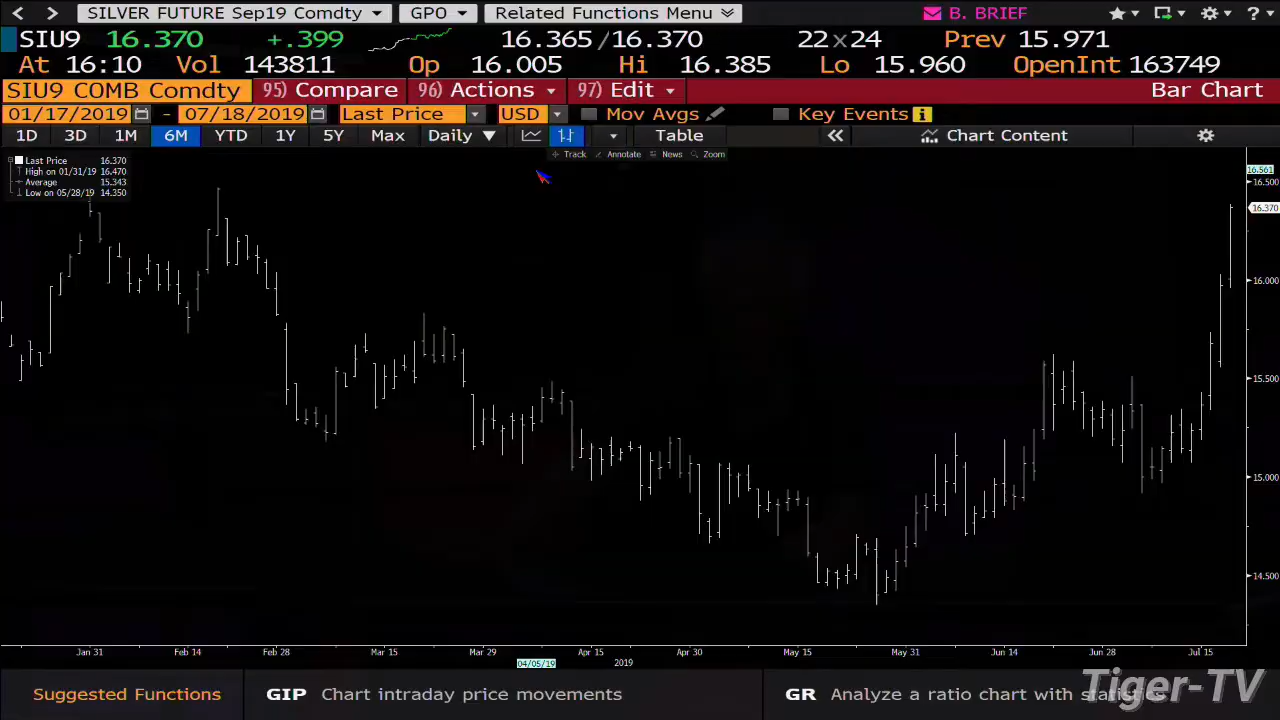 < > SILVER FUTURE Sep19 Comdty GPO Related Functions Menu B. BRIEF ?
SIU9 16.370 +.399 16.365/16.370 22x24 Prev 15.971
At 16:10 Vol 143811 Op 16.005 Hi 16.385 Lo 15.960 OpenInt 163749
SIU9 COMB Comdty 95) Compare 96) Actions 97) Edit Bar Chart
01/17/2019 - 07/18/2019 Last Price USD Mov Avgs Key Events i
1D 3D 1M 6M YTD 1Y 5Y Max Daily ▼ Table « Chart Content
Track Annotate News Zoom
Last Price 16.370
High on 01/31/19 16.470
Average 15.343
Low on 05/28/19 14.350
16.561
16.500
16.370
16.000
15.500
15.000
14.500
Jan 31 Feb 14 Feb 28 Mar 15 Mar 29 Apr 15 Apr 30 May 15 May 31 Jun 14 Jun 28 Jul 15
04/05/19 2019
Suggested Functions GIP Chart intraday price movements GR Analyze a ratio chart with statistics
Tiger-TV